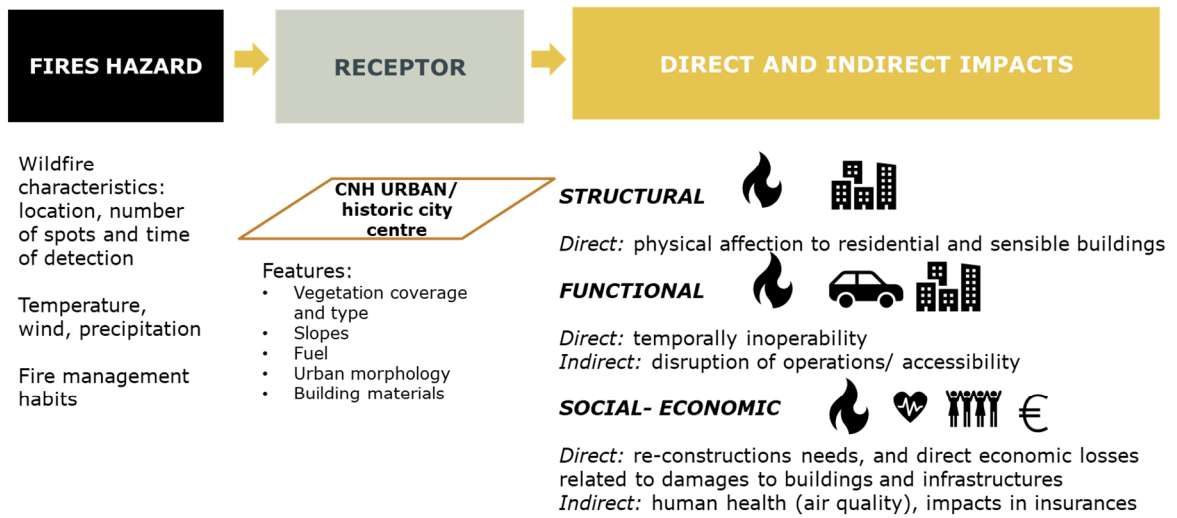 FIRES HAZARD
RECEPTOR
DIRECT AND INDIRECT IMPACTS
Wildfire
characteristics:
location, number
of spots and time
of detection
Temperature,
wind, precipitation
Fire management
habits
CNH URBAN/
historic city
centre
Features:
• Vegetation coverage
and type
• Slopes
• Fuel
• Urban morphology
• Building materials
STRUCTURAL
Direct: physical affection to residential and sensible buildings
FUNCTIONAL
Direct: temporally inoperability
Indirect: disruption of operations/ accessibility
SOCIAL- ECONOMIC
€
Direct: re-constructions needs, and direct economic losses
related to damages to buildings and infrastructures
Indirect: human health (air quality), impacts in insurances